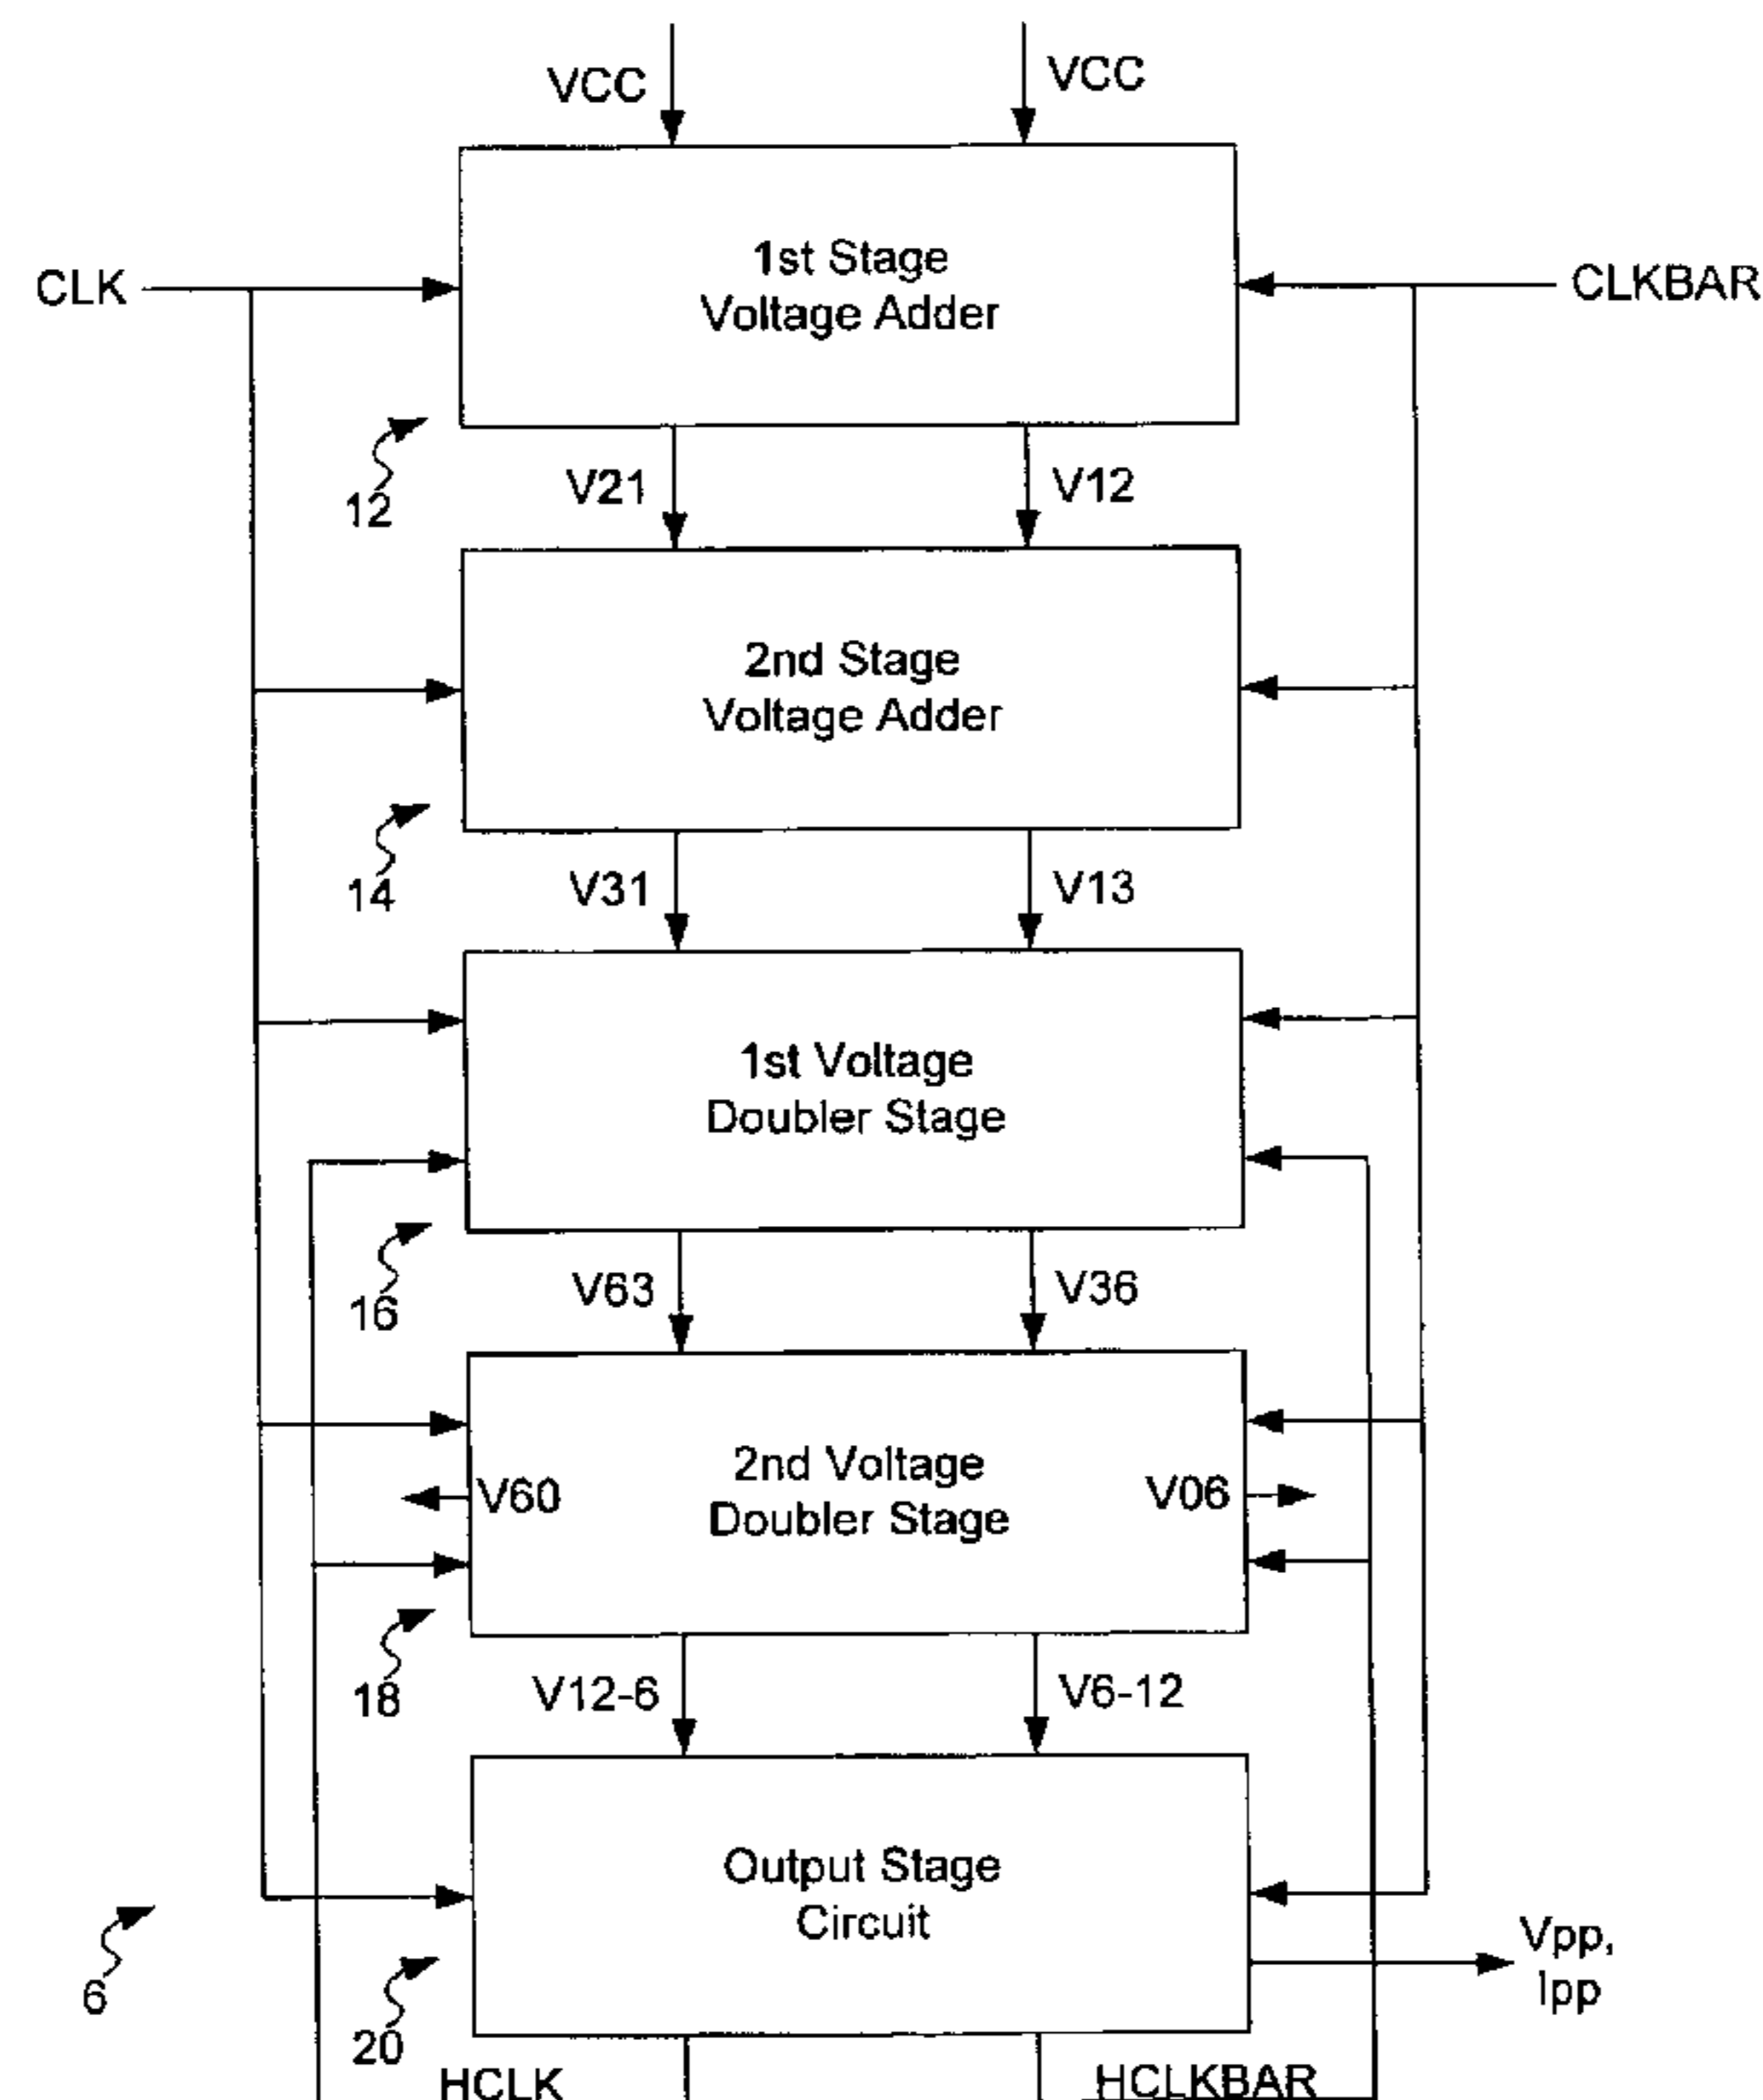 VCC
VCC
1st Stage
Voltage Adder
CLK
CLKBAR
12
V21
V12
2nd Stage
Voltage Adder
14
V31
V13
1st Voltage
Doubler Stage
16
V63
V36
2nd Voltage
Doubler Stage
V60
V06
18
V12-6
V6-12
Output Stage
Circuit
6
20
Vpp,
Ipp
HCLK
HCLKBAR